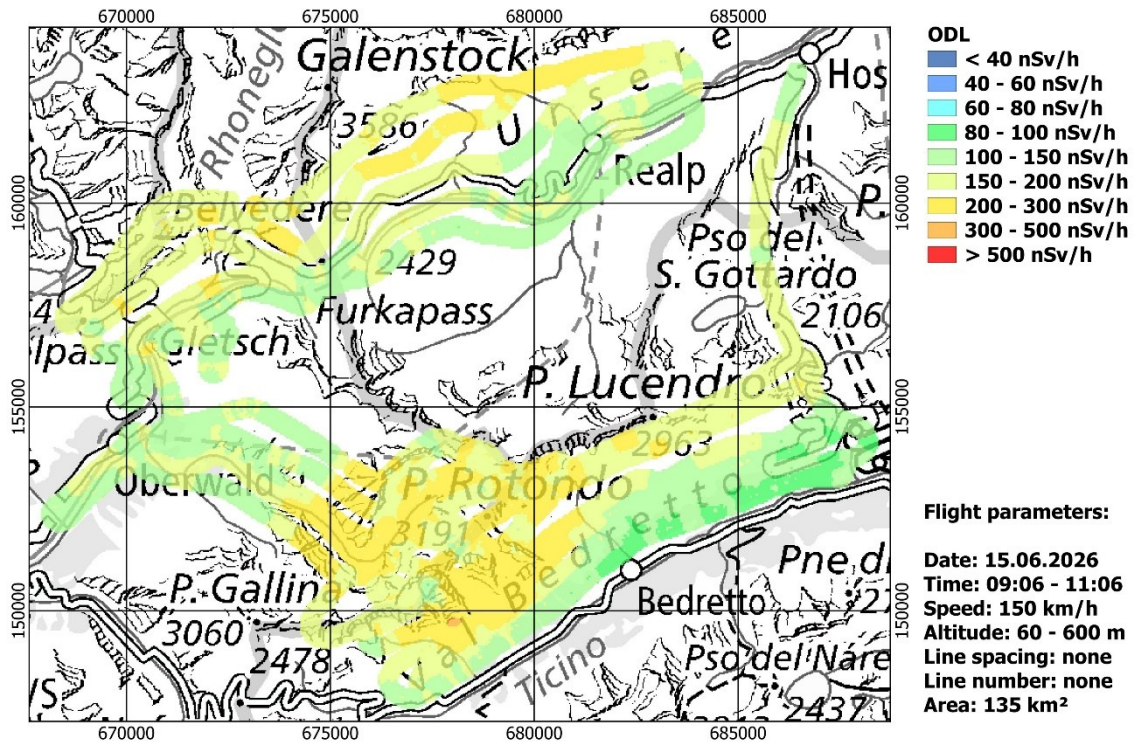 670000
675000
680000
685000
Galenstock
3586
Rhonegle
U r s e r e
Hos
Realp
Belvedere
160000
160000
2429
Pso del
S. Gottardo
P.
Furkapass
2106
lpass
Gletsch
P. Lucendro
2963
155000
155000
Oberwald
P. Rotondo
3191
P. Gallina
3060
2478
Val Bedretto
Bedretto
Pne di
150000
150000
Ticino
Pso del Nare
2437
/S
670000
675000
680000
685000
ODL
< 40 nSv/h
40 - 60 nSv/h
60 - 80 nSv/h
80 - 100 nSv/h
100 - 150 nSv/h
150 - 200 nSv/h
200 - 300 nSv/h
300 - 500 nSv/h
> 500 nSv/h
Flight parameters:
Date: 15.06.2026
Time: 09:06 - 11:06
Speed: 150 km/h
Altitude: 60 - 600 m
Line spacing: none
Line number: none
Area: 135 km²